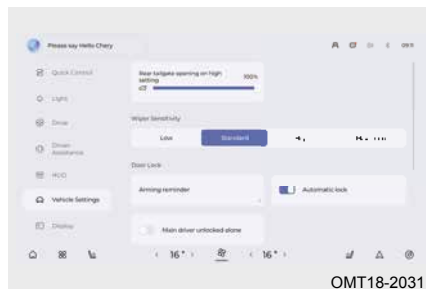 Please say Hello Chery
Quick Control
Rear tailgate opening on high setting
100%
Light
Wiper Sensitivity
Drive
Low
Standard
Driver Assistance
Door Lock
HUD
Arming reminder
Automatic lock
Vehicle Settings
Display
Main driver unlocked alone
16°
16°
OMT18-2031